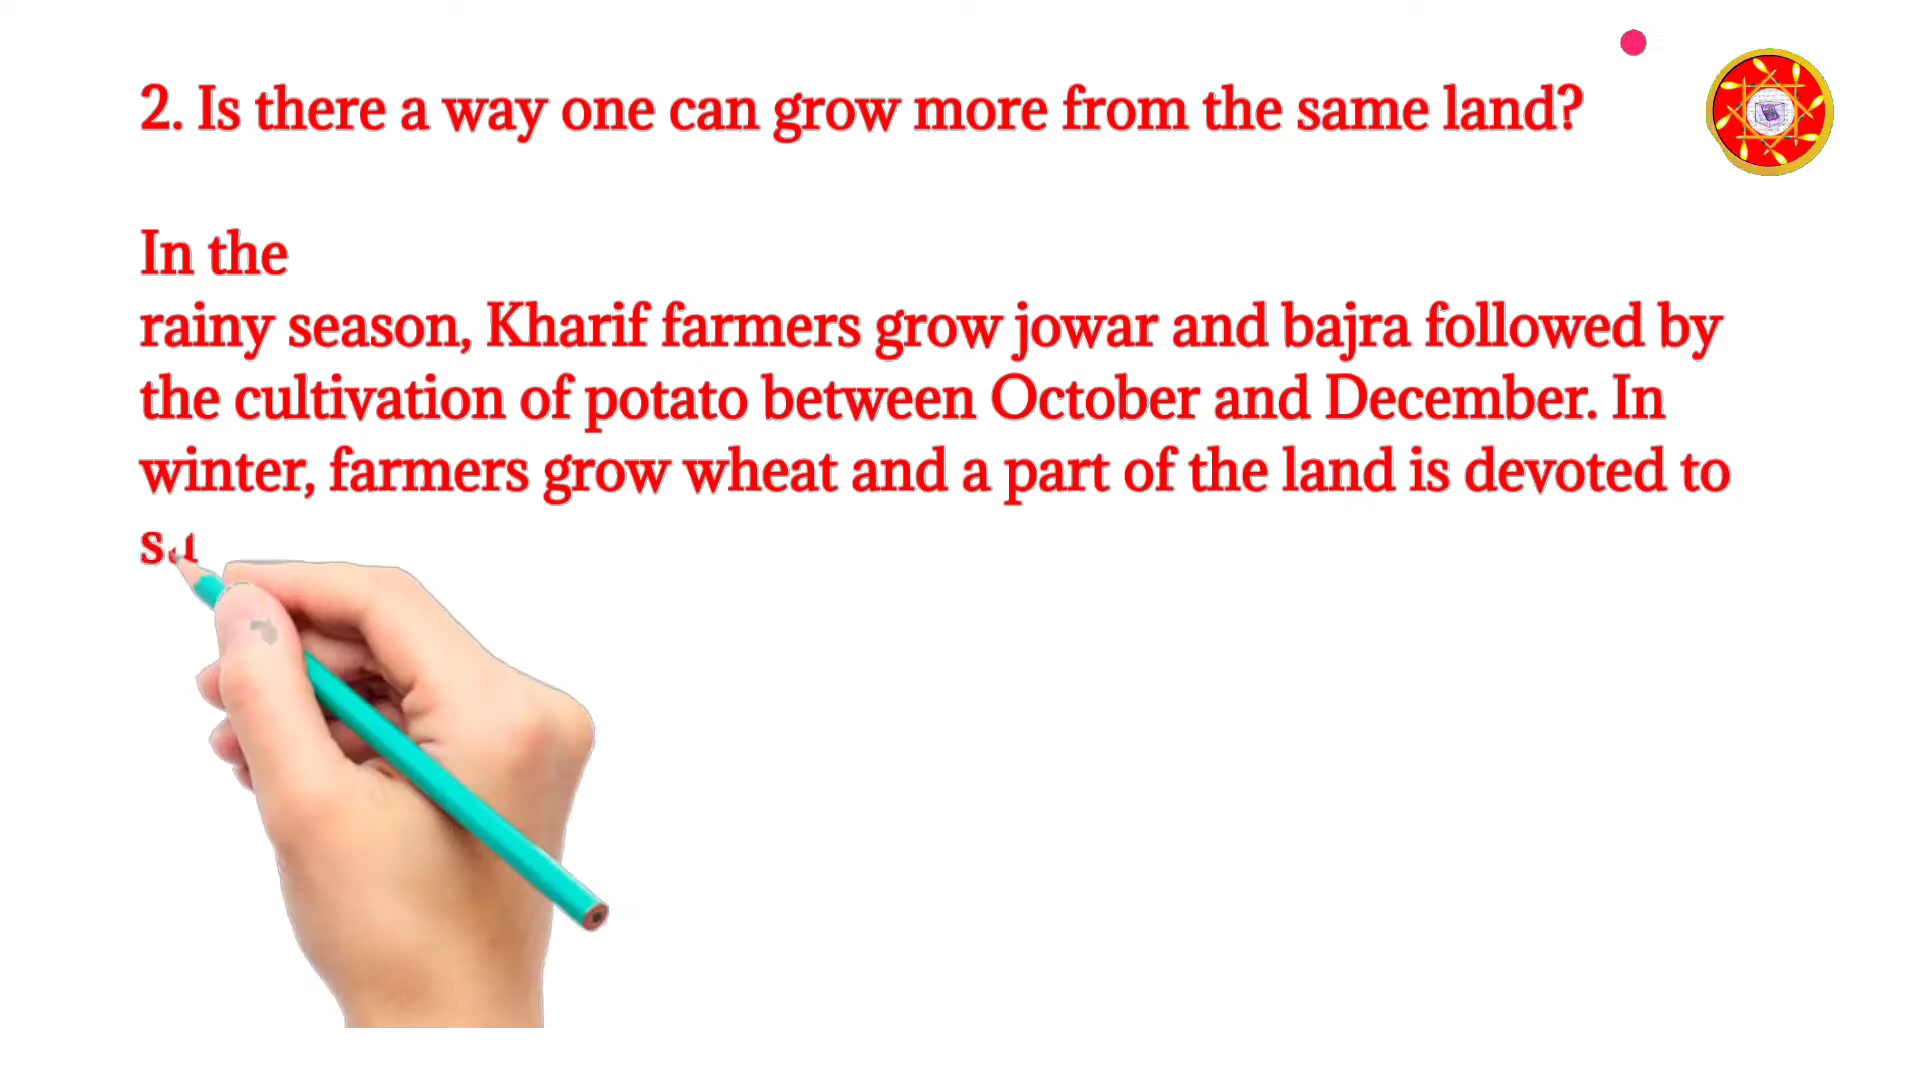 2. Is there a way one can grow more from the same land?
In the
rainy season, Kharif farmers grow jowar and bajra followed by
the cultivation of potato between October and December. In
winter, farmers grow wheat and a part of the land is devoted to